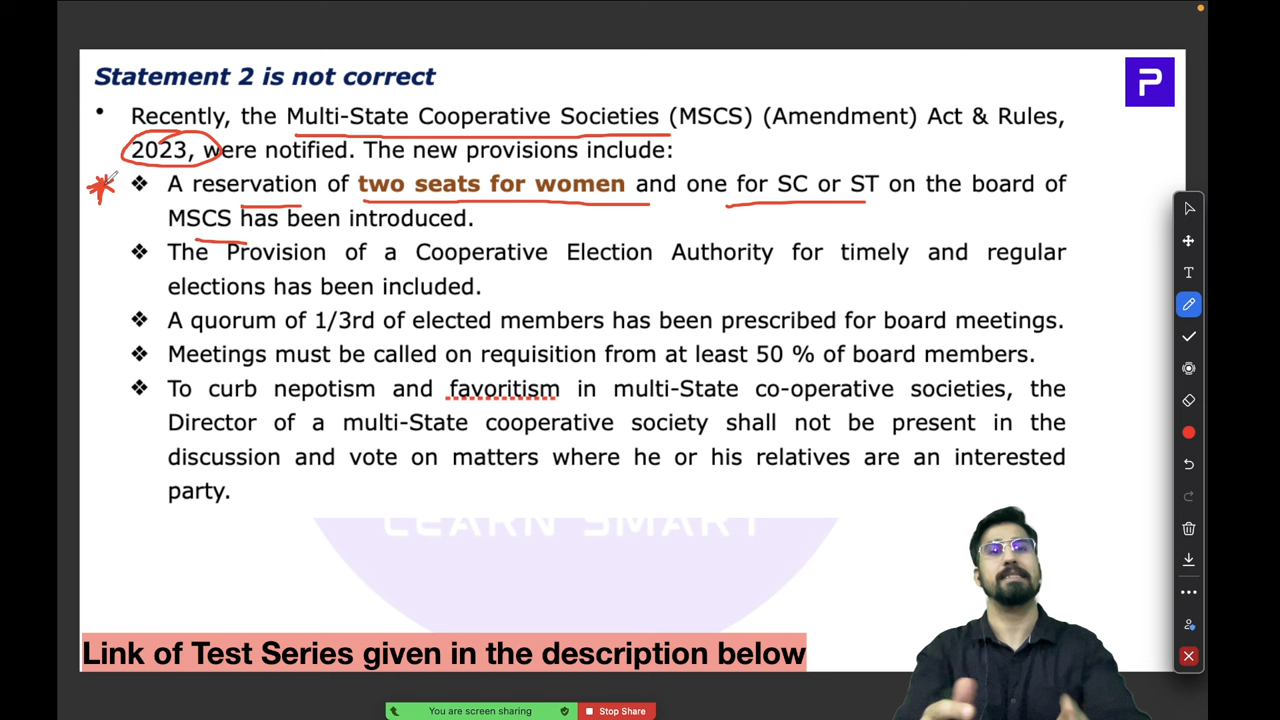 Statement 2 is not correct
P
• Recently, the Multi-State Cooperative Societies (MSCS) (Amendment) Act & Rules,
2023, were notified. The new provisions include:
❖ A reservation of two seats for women and one for SC or ST on the board of
MSCS has been introduced.
❖ The Provision of a Cooperative Election Authority for timely and regular
elections has been included.
❖ A quorum of 1/3rd of elected members has been prescribed for board meetings.
❖ Meetings must be called on requisition from at least 50 % of board members.
❖ To curb nepotism and favoritism in multi-State co-operative societies, the
Director of a multi-State cooperative society shall not be present in the
discussion and vote on matters where he or his relatives are an interested
party.
LEARN SMART
Link of Test Series given in the description below
You are screen sharing
Stop Share
T